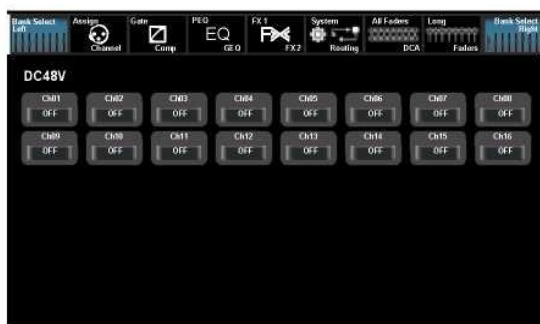 Bank Select Left
Assign Channel
Gate Comp
PEQ EQ GEQ
FX 1 FX FX2
System Routing
All Faders DCA
Long Faders
Bank Select Right
DC48V
Ch01 Ch02 Ch03 Ch04 Ch05 Ch06 Ch07 Ch08
OFF OFF OFF OFF OFF OFF OFF OFF
Ch09 Ch10 Ch11 Ch12 Ch13 Ch14 Ch15 Ch16
OFF OFF OFF OFF OFF OFF OFF OFF